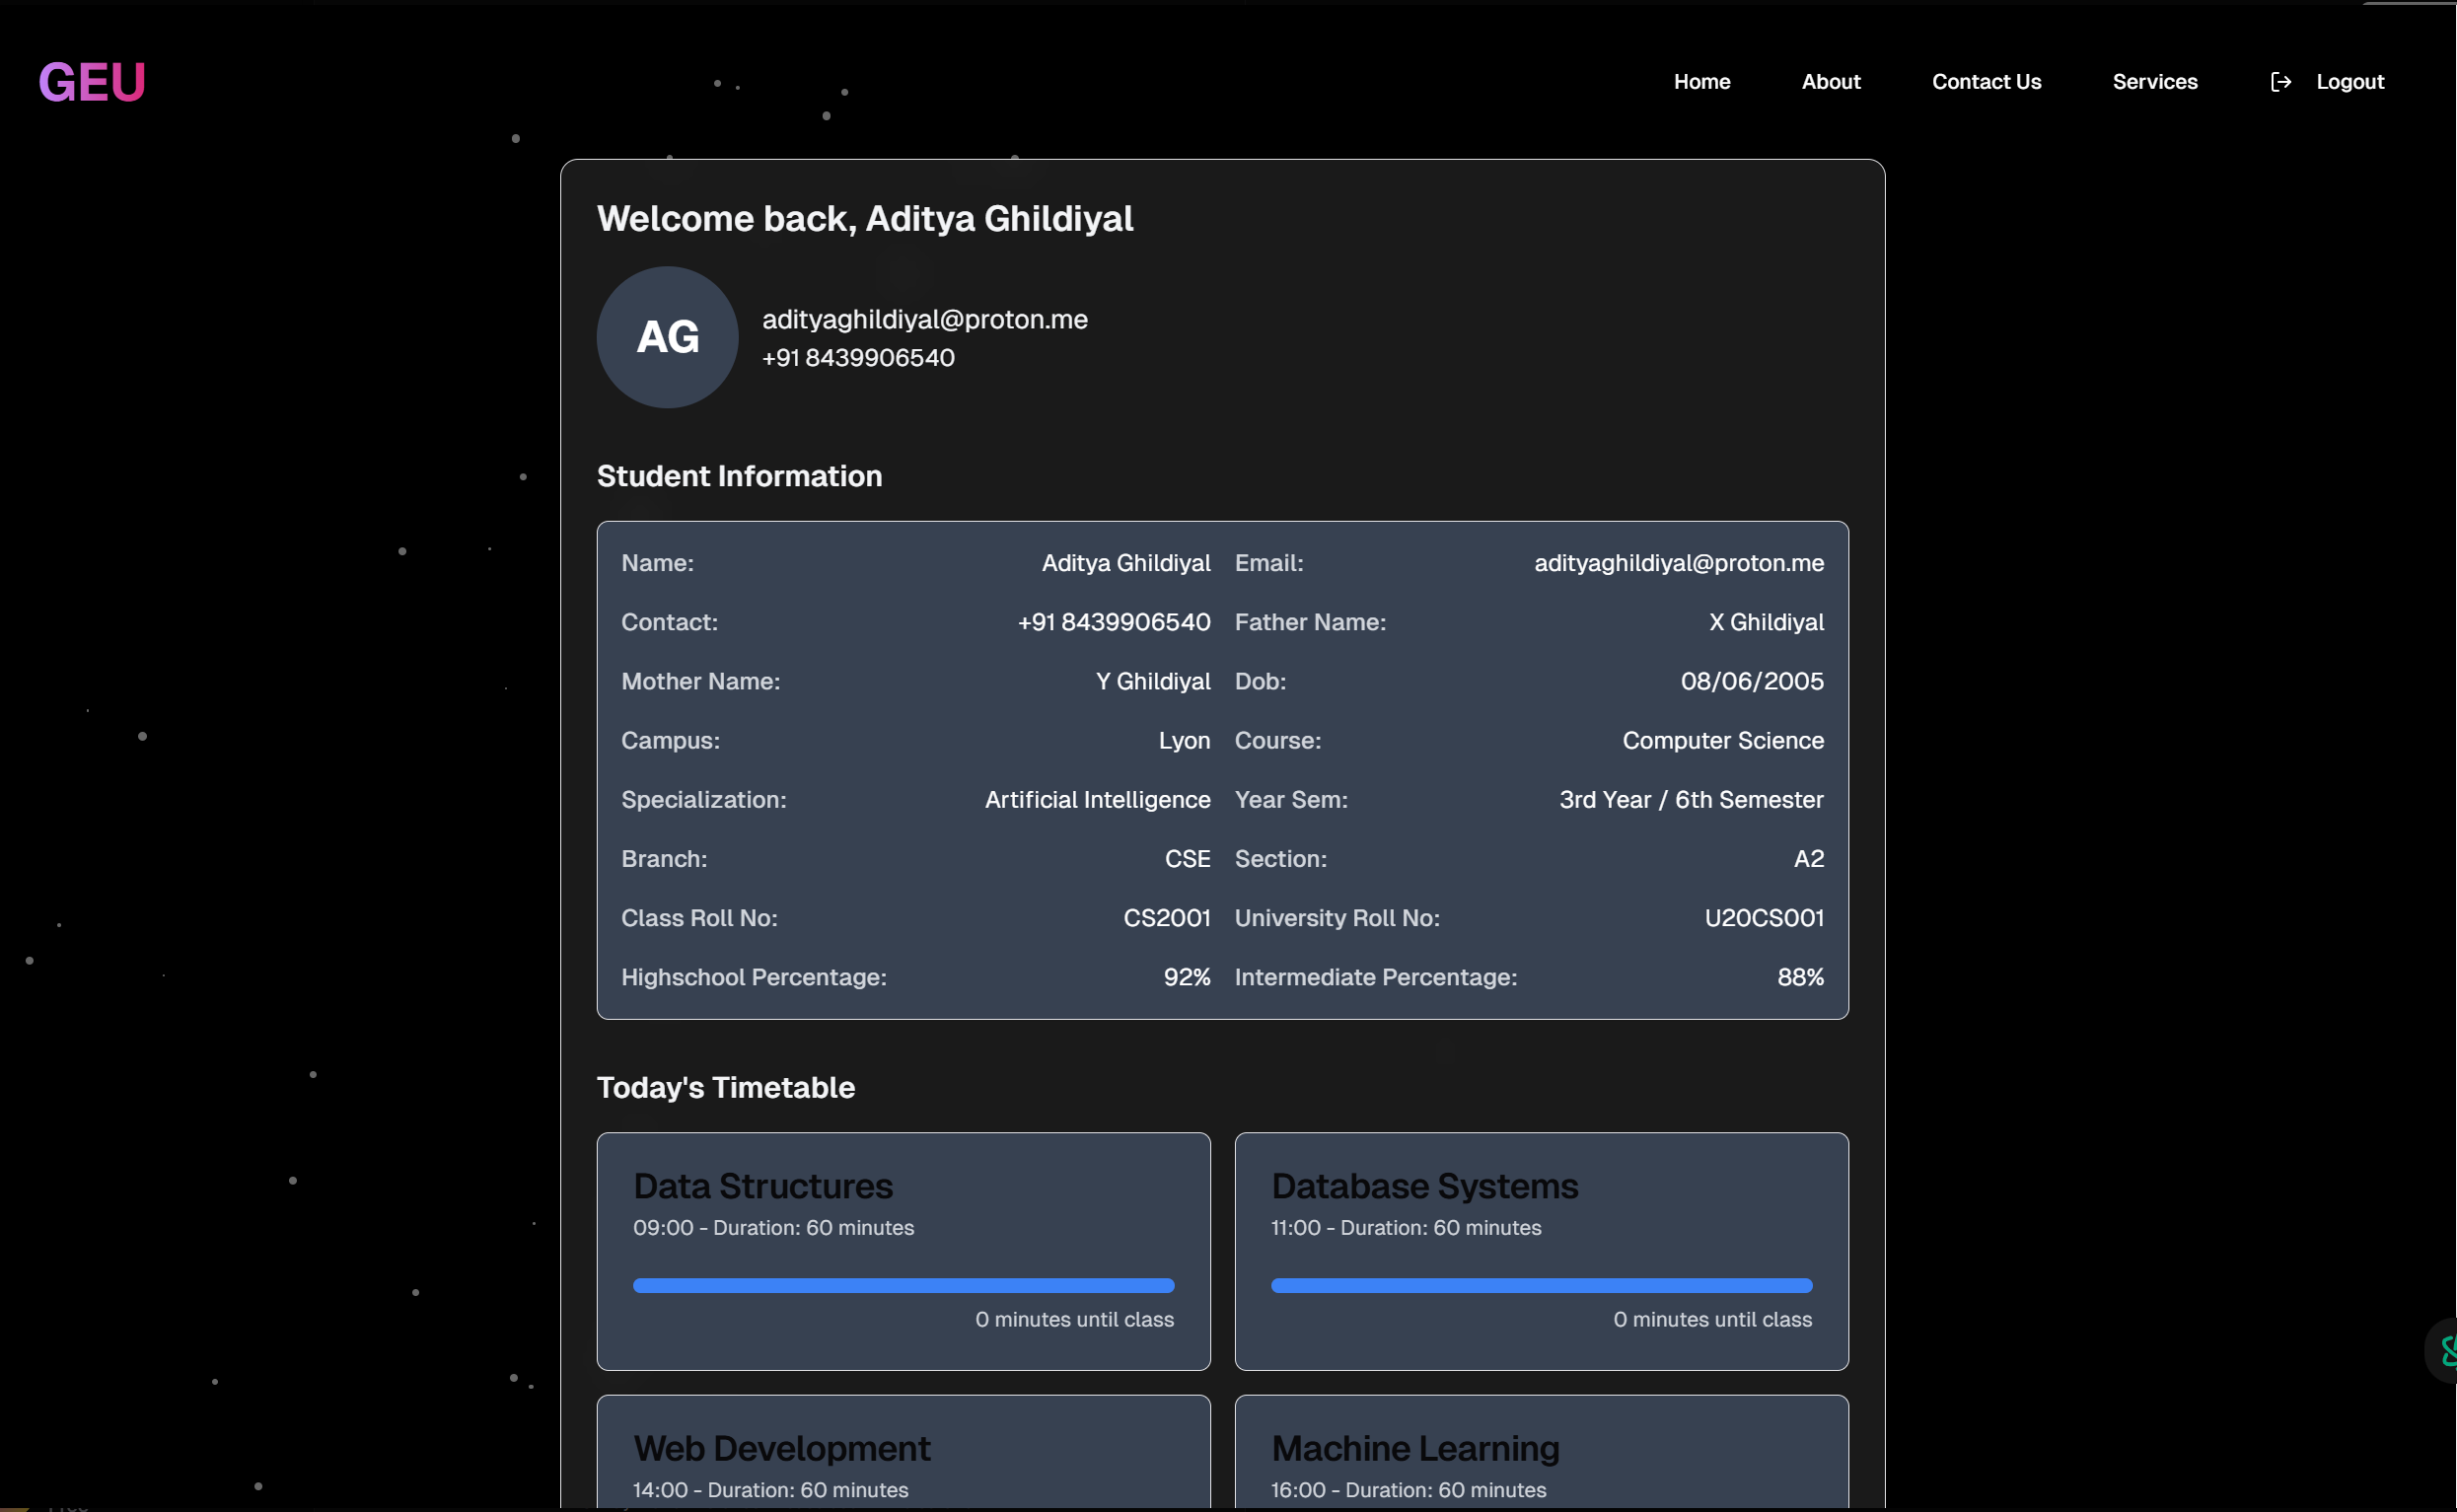 GEU
Home About Contact Us Services Logout
Welcome back, Aditya Ghildiyal
AG
adityaghildiyal@proton.me
+91 8439906540
Student Information
Name: Aditya Ghildiyal Email: adityaghildiyal@proton.me
Contact: +91 8439906540 Father Name: X Ghildiyal
Mother Name: Y Ghildiyal Dob: 08/06/2005
Campus: Lyon Course: Computer Science
Specialization: Artificial Intelligence Year Sem: 3rd Year / 6th Semester
Branch: CSE Section: A2
Class Roll No: CS2001 University Roll No: U20CS001
Highschool Percentage: 92% Intermediate Percentage: 88%
Today's Timetable
Data Structures
09:00 - Duration: 60 minutes
0 minutes until class
Database Systems
11:00 - Duration: 60 minutes
0 minutes until class
Web Development
14:00 - Duration: 60 minutes
Machine Learning
16:00 - Duration: 60 minutes